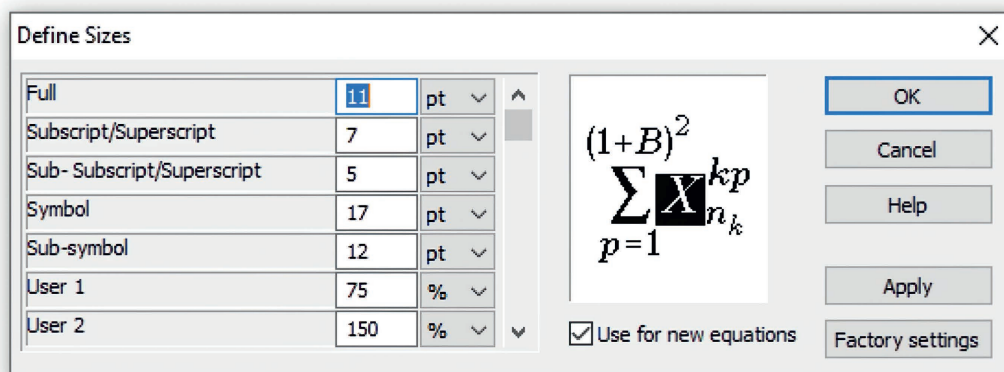 Define Sizes
Full 11 pt
Subscript/Superscript 7 pt
Sub- Subscript/Superscript 5 pt
Symbol 17 pt
Sub-symbol 12 pt
User 1 75 %
User 2 150 %
(1+B)²
∑ X kp
n k
p=1
Use for new equations
OK
Cancel
Help
Apply
Factory settings